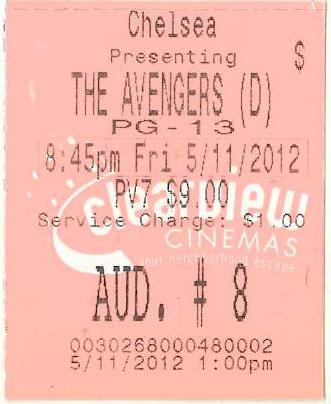 Chelsea
Presenting
$
THE AVENGERS (D)
PG-13
8:45pm Fri 5/11/2012
PV7 $9.00
clearview
Service Charge: $1.00
CINEMAS
your neighborhood escape
AUD. # 8
0030268000480002
5/11/2012 1:00pm